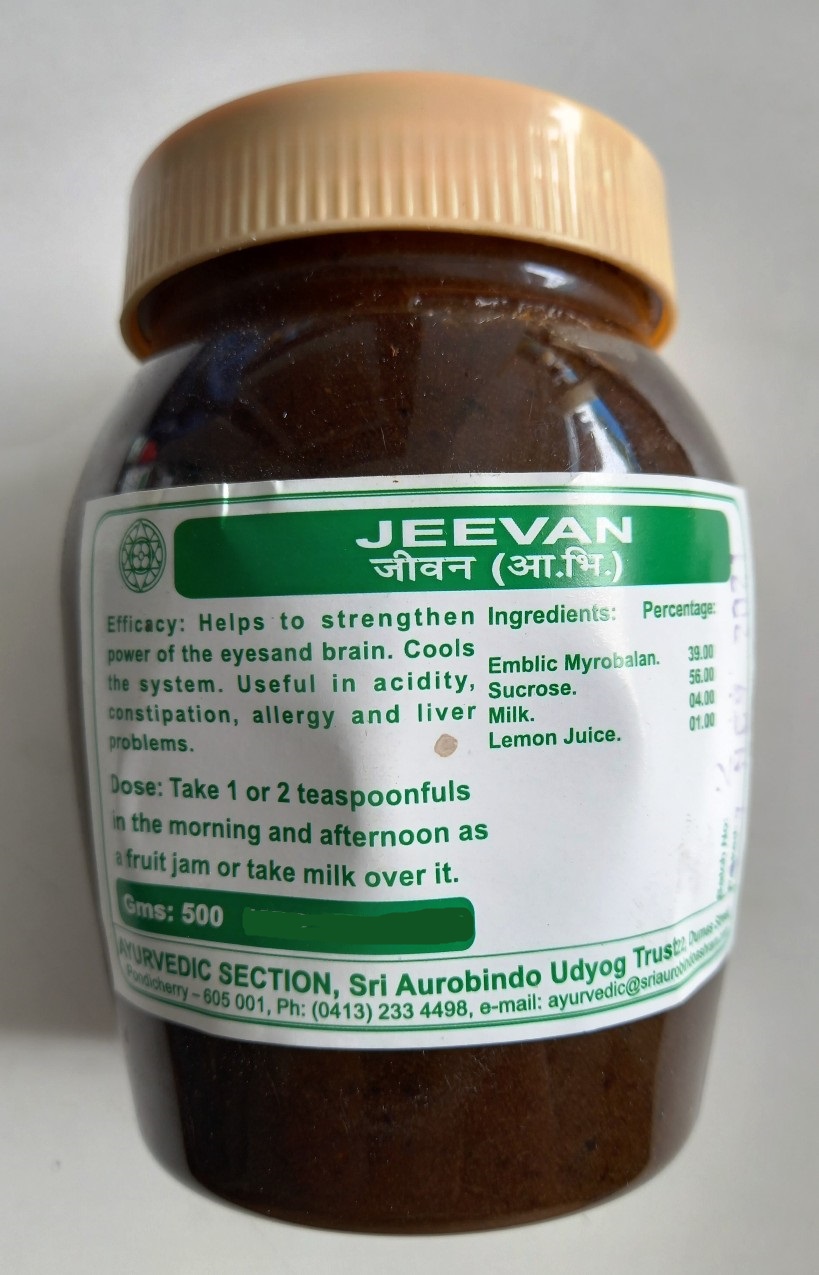 JEEVAN
जीवन (आ.भि.)
Efficacy: Helps to strengthen
power of the eyesand brain. Cools
the system. Useful in acidity,
constipation, allergy and liver
problems.
Dose: Take 1 or 2 teaspoonfuls
in the morning and afternoon as
a fruit jam or take milk over it.
Gms: 500
Ingredients: Percentage:
Emblic Myrobalan. 39.00
Sucrose. 56.00
Milk. 04.00
Lemon Juice. 01.00
Batch No:
AYURVEDIC SECTION, Sri Aurobindo Udyog Trust
Pondicherry – 605 001, Ph: (0413) 233 4498, e-mail: